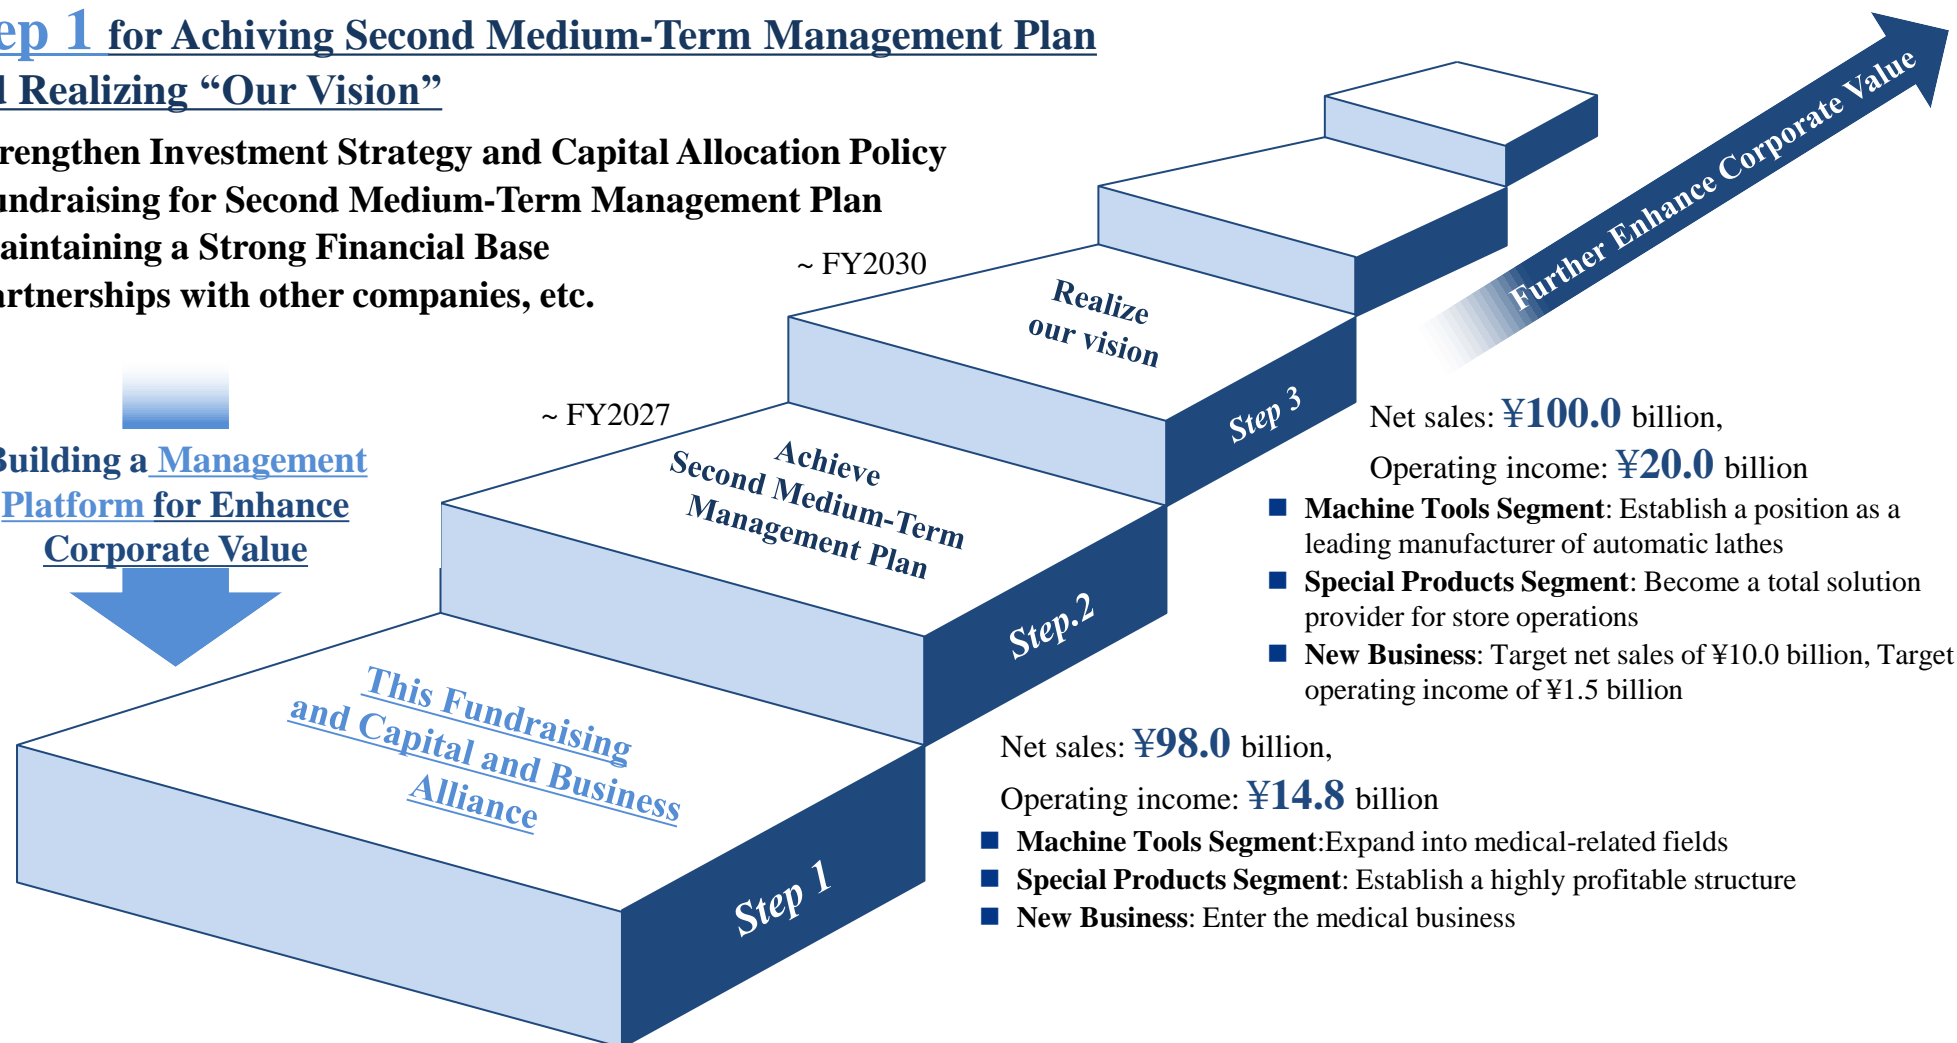 ep 1 for Achiving Second Medium-Term Management Plan
d Realizing “Our Vision”
rengthen Investment Strategy and Capital Allocation Policy
undraising for Second Medium-Term Management Plan
aintaining a Strong Financial Base
artnerships with other companies, etc.
Building a Management
Platform for Enhance
Corporate Value
~ FY2027
~ FY2030
This Fundraising
and Capital and Business
Alliance
Step 1
Achieve
Second Medium-Term
Management Plan
Step.2
Realize
our vision
Step 3
Further Enhance Corporate Value
Net sales: ¥100.0 billion,
Operating income: ¥20.0 billion
■ Machine Tools Segment: Establish a position as a
leading manufacturer of automatic lathes
■ Special Products Segment: Become a total solution
provider for store operations
■ New Business: Target net sales of ¥10.0 billion, Target
operating income of ¥1.5 billion
Net sales: ¥98.0 billion,
Operating income: ¥14.8 billion
■ Machine Tools Segment:Expand into medical-related fields
■ Special Products Segment: Establish a highly profitable structure
■ New Business: Enter the medical business